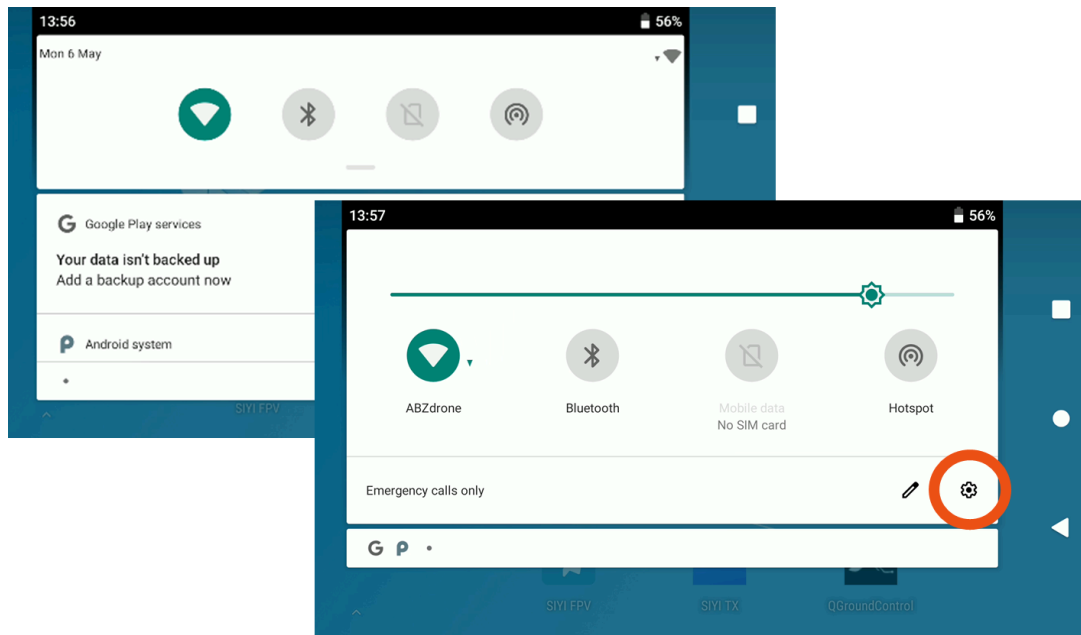 13:56
56%
Mon 6 May
Google Play services
Your data isn't backed up
Add a backup account now
Android system
SIYI FPV
13:57
56%
ABZdrone
Bluetooth
Mobile data
Hotspot
No SIM card
Emergency calls only
SIYI FPV
SIYI TX
QGroundControl